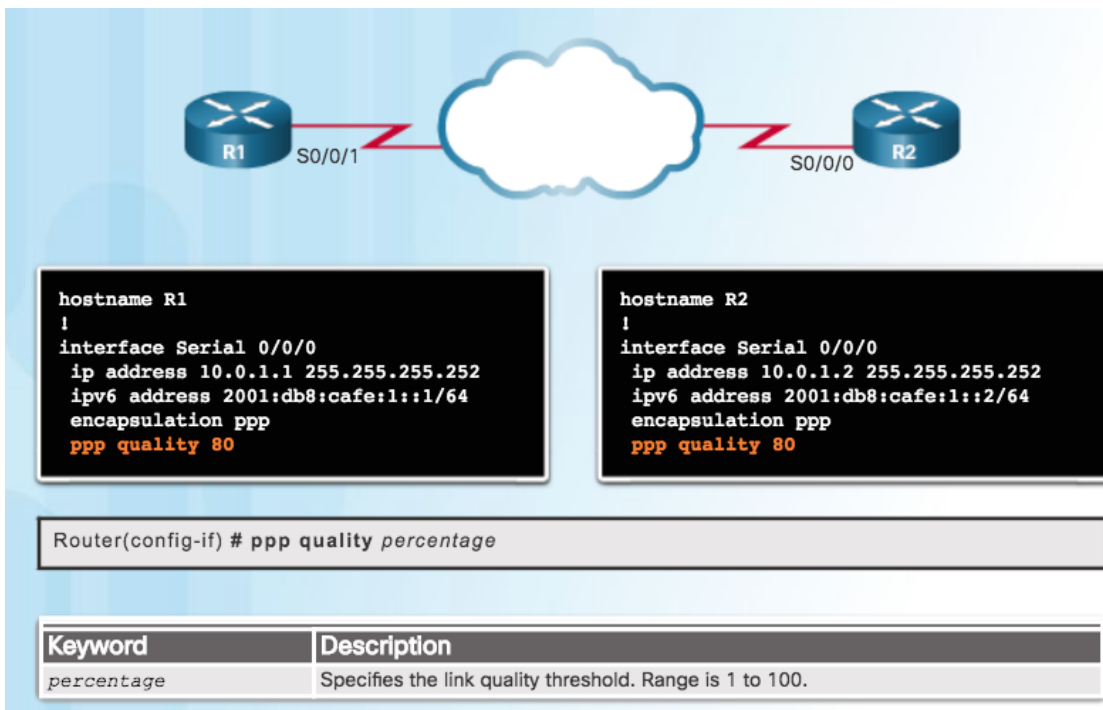 R1
S0/0/1
S0/0/0
R2
hostname R1
!
interface Serial 0/0/0
ip address 10.0.1.1 255.255.255.252
ipv6 address 2001:db8:cafe:1::1/64
encapsulation ppp
ppp quality 80
hostname R2
!
interface Serial 0/0/0
ip address 10.0.1.2 255.255.255.252
ipv6 address 2001:db8:cafe:1::2/64
encapsulation ppp
ppp quality 80
Router(config-if) # ppp quality percentage
Keyword Description
percentage Specifies the link quality threshold. Range is 1 to 100.